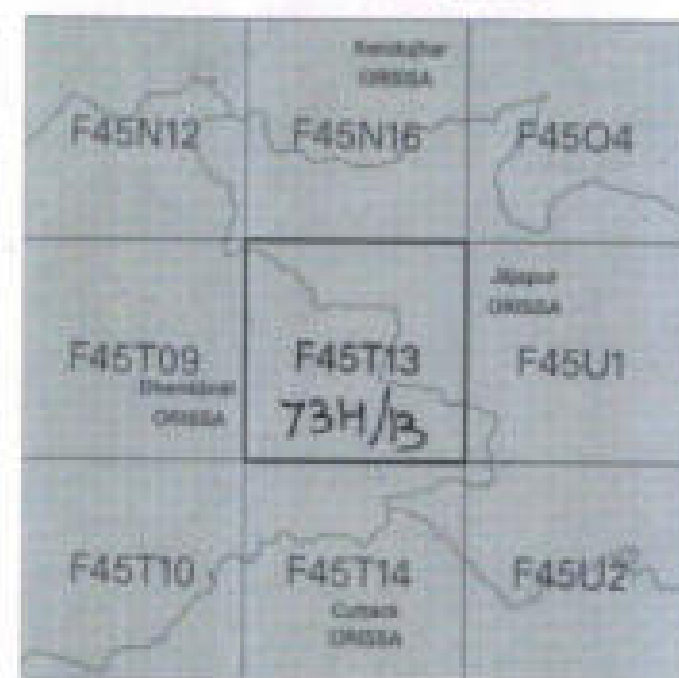 Kendujhar
ORISSA
F45N12 F45N16 F45O4
Jajapur
ORISSA
F45T09 F45T13 F45U1
Dhenkanal
ORISSA
73H/13
F45T10 F45T14 F45U2
Cuttack
ORISSA